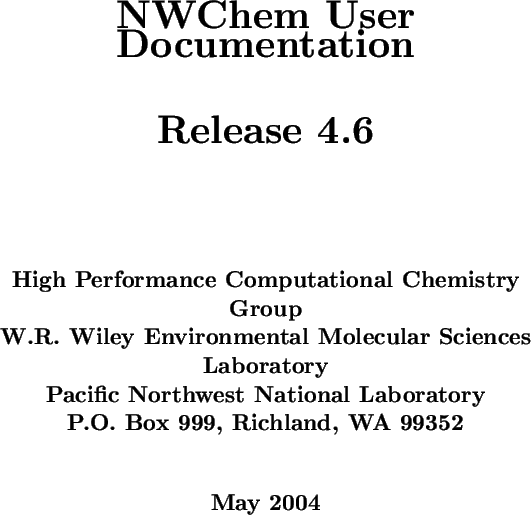 NWChem User
Documentation
Release 4.6
High Performance Computational Chemistry
Group
W.R. Wiley Environmental Molecular Sciences
Laboratory
Pacific Northwest National Laboratory
P.O. Box 999, Richland, WA 99352
May 2004